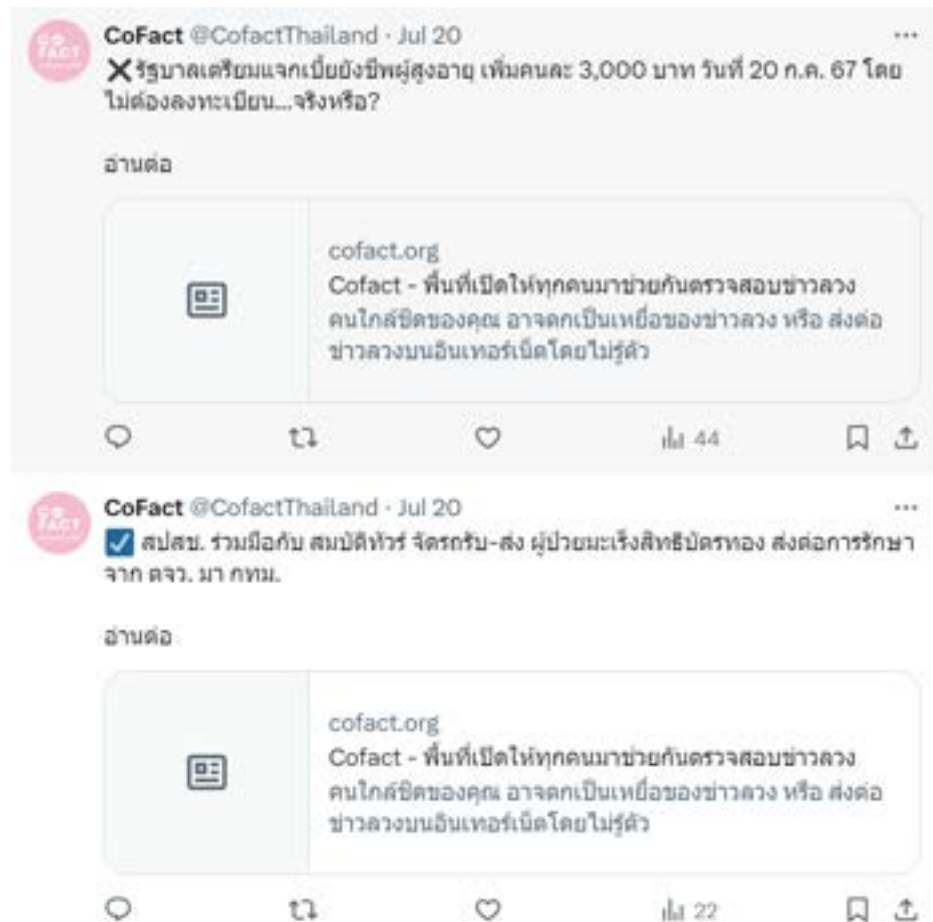 CoFact @CofactThailand · Jul 20
❌รัฐบาลเตรียมแจกเบี้ยยังชีพผู้สูงอายุ เพิ่มคนละ 3,000 บาท วันที่ 20 ก.ค. 67 โดย
ไม่ต้องลงทะเบียน...จริงหรือ?
อ่านต่อ
cofact.org
Cofact - พื้นที่เปิดให้ทุกคนมาช่วยกันตรวจสอบข่าวลวง
คนใกล้ชิดของคุณ อาจตกเป็นเหยื่อของข่าวลวง หรือ ส่งต่อ
ข่าวลวงบนอินเทอร์เน็ตโดยไม่รู้ตัว
44
CoFact @CofactThailand · Jul 20
☑️ สปสช. ร่วมมือกับ สมบัติทัวร์ จัดรถรับ-ส่ง ผู้ป่วยมะเร็งสิทธิบัตรทอง ส่งต่อการรักษา
จาก ตจว. มา กทม.
อ่านต่อ
cofact.org
Cofact - พื้นที่เปิดให้ทุกคนมาช่วยกันตรวจสอบข่าวลวง
คนใกล้ชิดของคุณ อาจตกเป็นเหยื่อของข่าวลวง หรือ ส่งต่อ
ข่าวลวงบนอินเทอร์เน็ตโดยไม่รู้ตัว
22